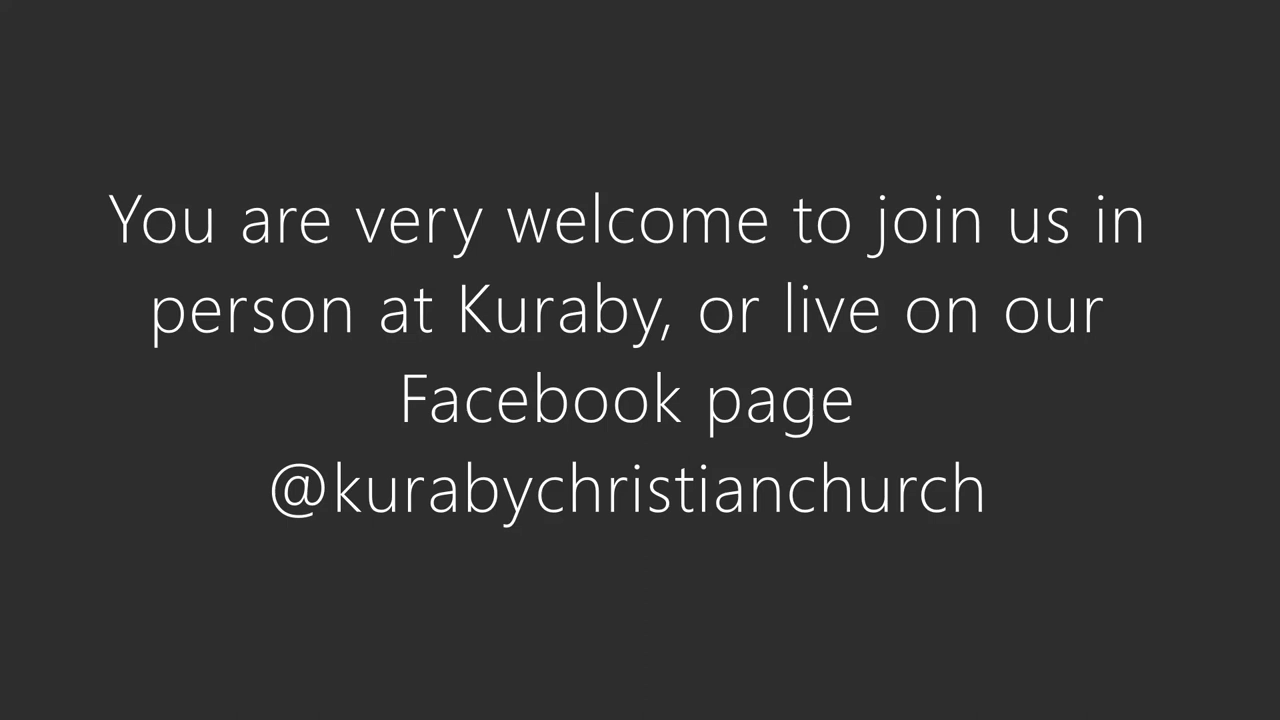 You are very welcome to join us in
person at Kuraby, or live on our
Facebook page
@kurabychristianchurch